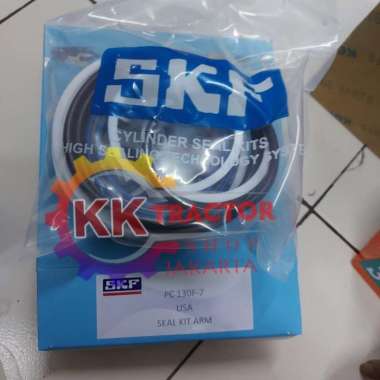 SKF
CYLINDER SEAL KITS
HIGH SEALING TECHNOLOGY SYSTEM
KK TRACTOR
SHOP
JAKARTA
SKF
PC 130F-7
USA
SEAL KIT ARM